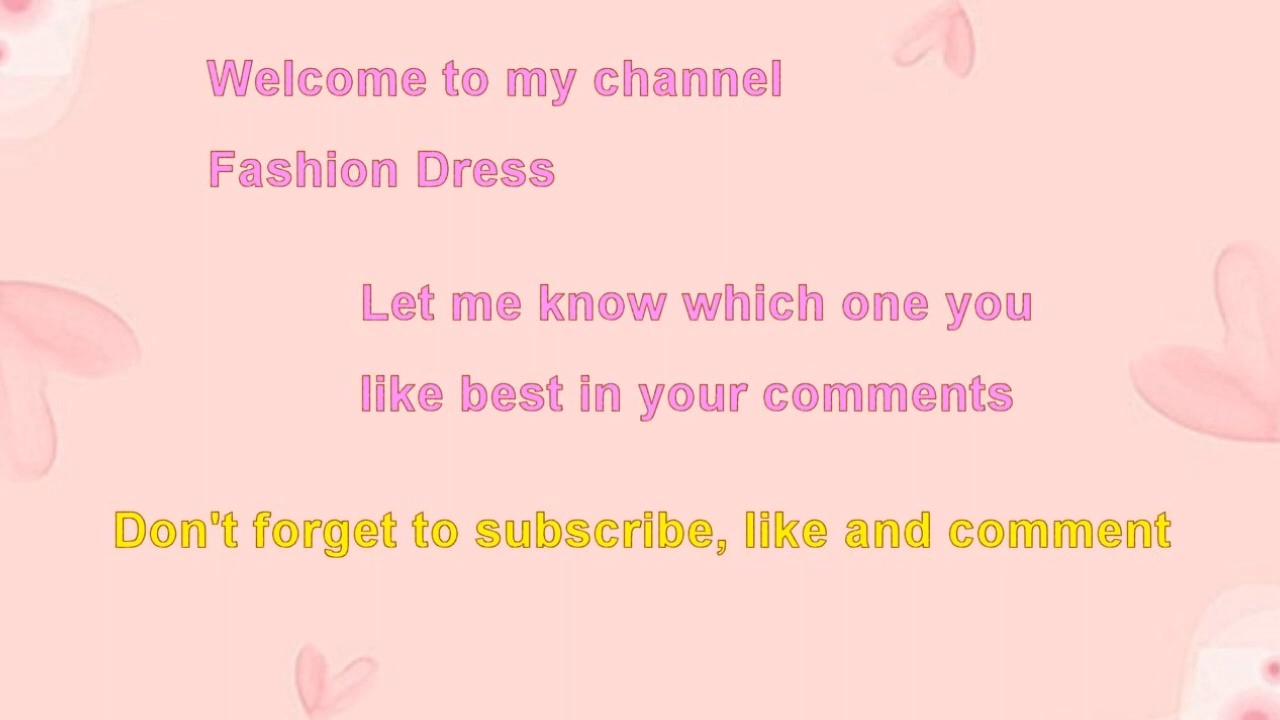 Welcome to my channel
Fashion Dress
Let me know which one you
like best in your comments
Don't forget to subscribe, like and comment